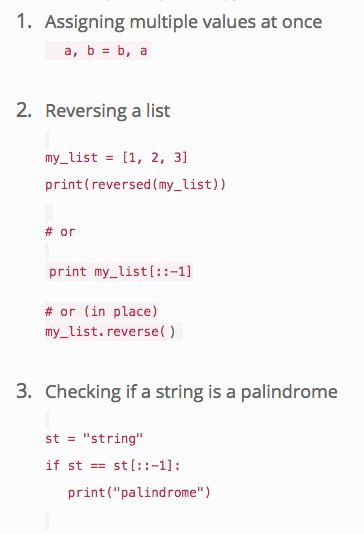 1. Assigning multiple values at once
a, b = b, a
2. Reversing a list
my_list = [1, 2, 3]
print(reversed(my_list))
# or
print my_list[::-1]
# or (in place)
my_list.reverse()
3. Checking if a string is a palindrome
st = "string"
if st == st[::-1]:
print("palindrome")